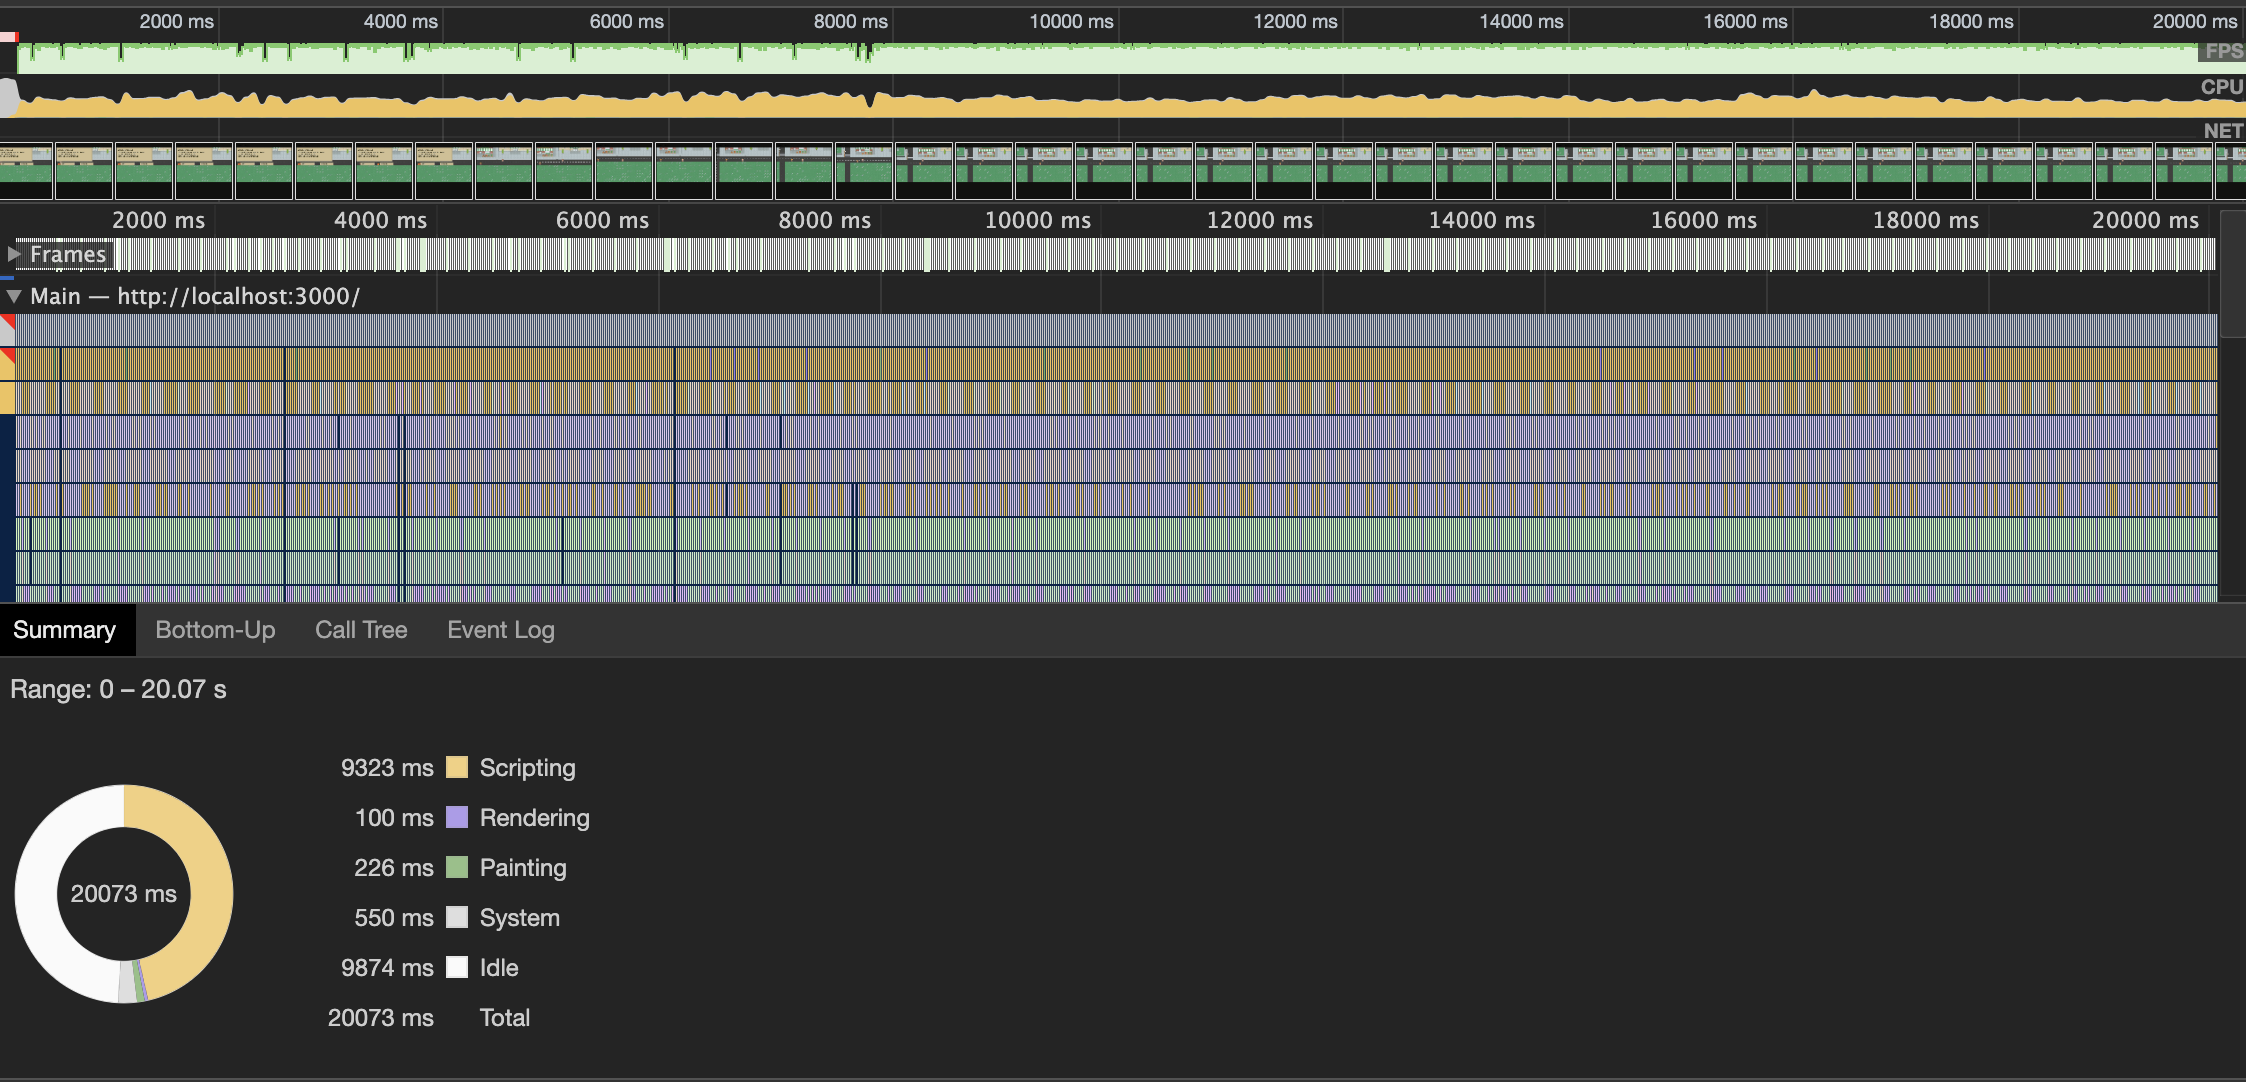 2000 ms 4000 ms 6000 ms 8000 ms 10000 ms 12000 ms 14000 ms 16000 ms 18000 ms 20000 ms
FPS
CPU
NET
2000 ms 4000 ms 6000 ms 8000 ms 10000 ms 12000 ms 14000 ms 16000 ms 18000 ms 20000 ms
Frames
Main — http://localhost:3000/
Summary Bottom-Up Call Tree Event Log
Range: 0 – 20.07 s
9323 ms Scripting
100 ms Rendering
226 ms Painting
20073 ms
550 ms System
9874 ms Idle
20073 ms Total